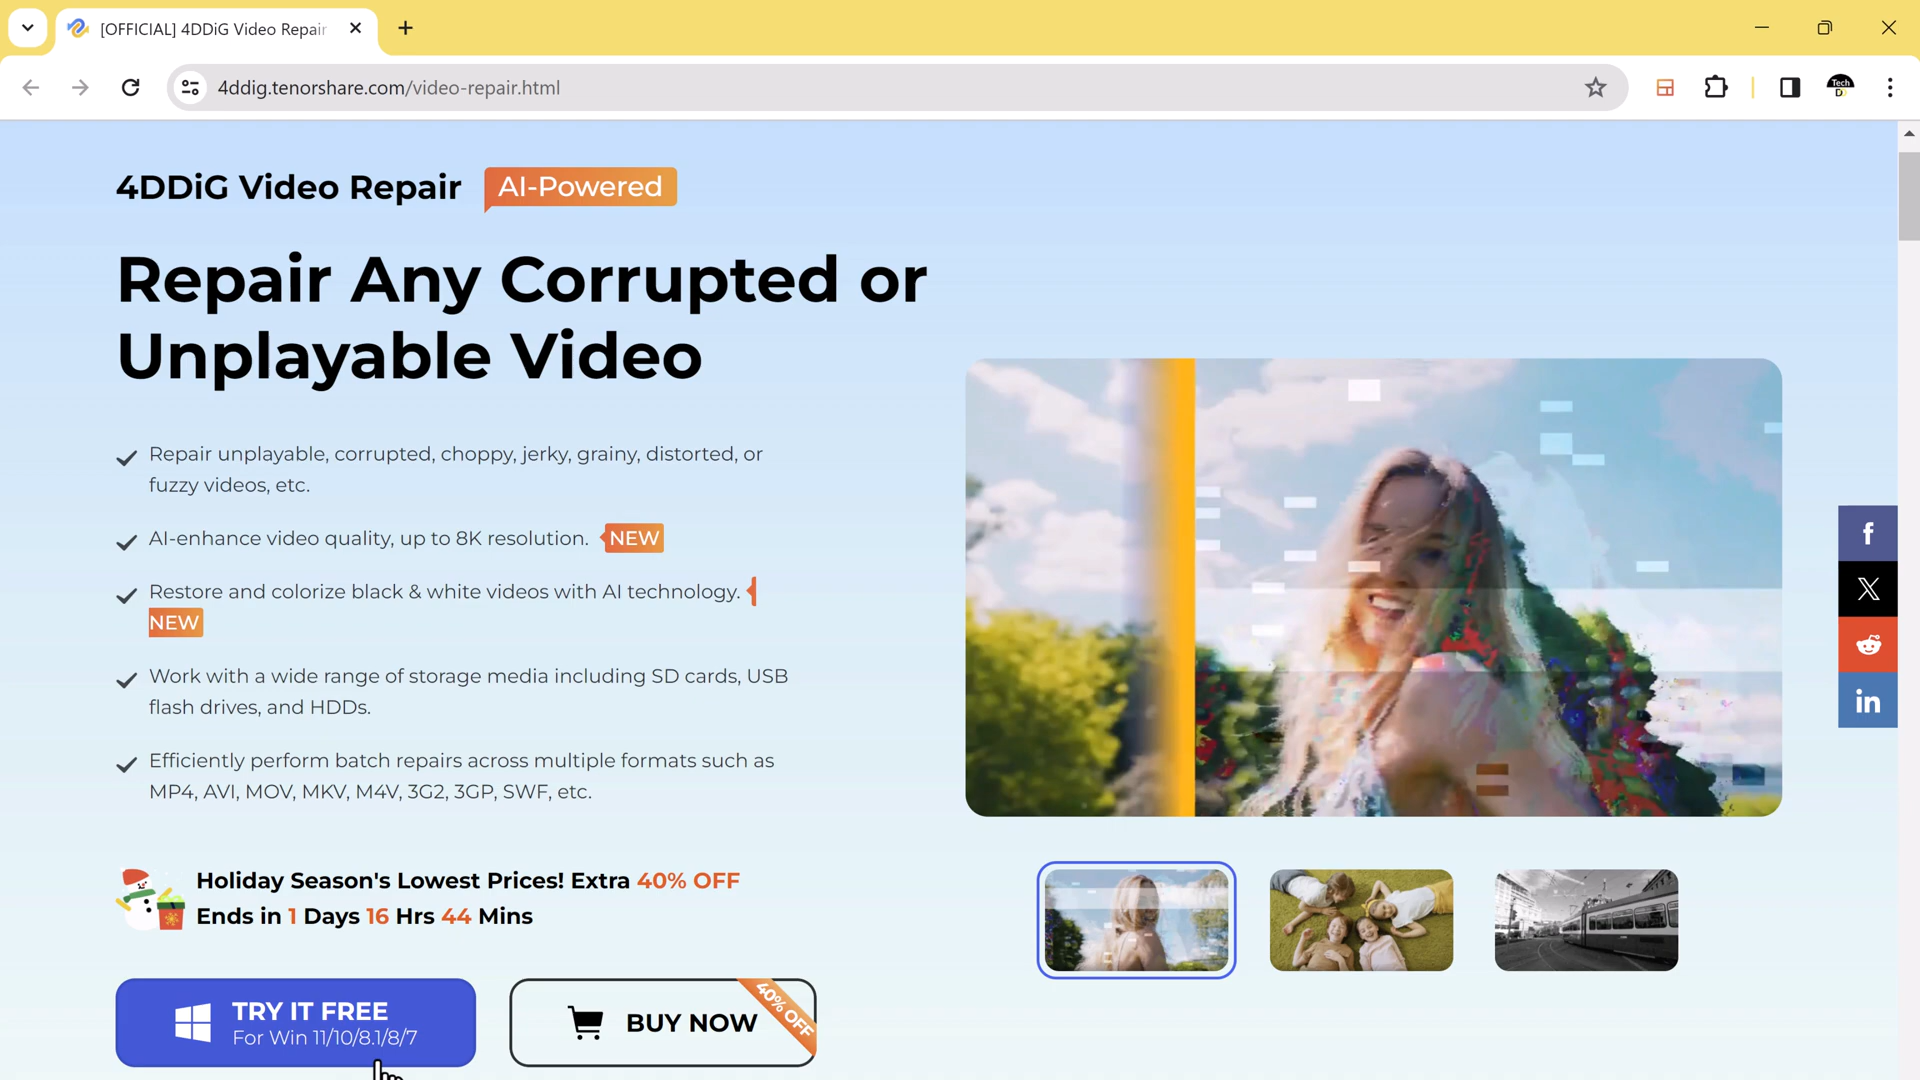 [OFFICIAL] 4DDiG Video Repair
4ddig.tenorshare.com/video-repair.html
Tech
D
4DDiG Video Repair AI-Powered
Repair Any Corrupted or
Unplayable Video
Repair unplayable, corrupted, choppy, jerky, grainy, distorted, or
fuzzy videos, etc.
AI-enhance video quality, up to 8K resolution. NEW
Restore and colorize black & white videos with AI technology.
NEW
Work with a wide range of storage media including SD cards, USB
flash drives, and HDDs.
Efficiently perform batch repairs across multiple formats such as
MP4, AVI, MOV, MKV, M4V, 3G2, 3GP, SWF, etc.
Holiday Season's Lowest Prices! Extra 40% OFF
Ends in 1 Days 16 Hrs 44 Mins
TRY IT FREE
For Win 11/10/8.1/8/7
BUY NOW
40% OFF
f
X
in